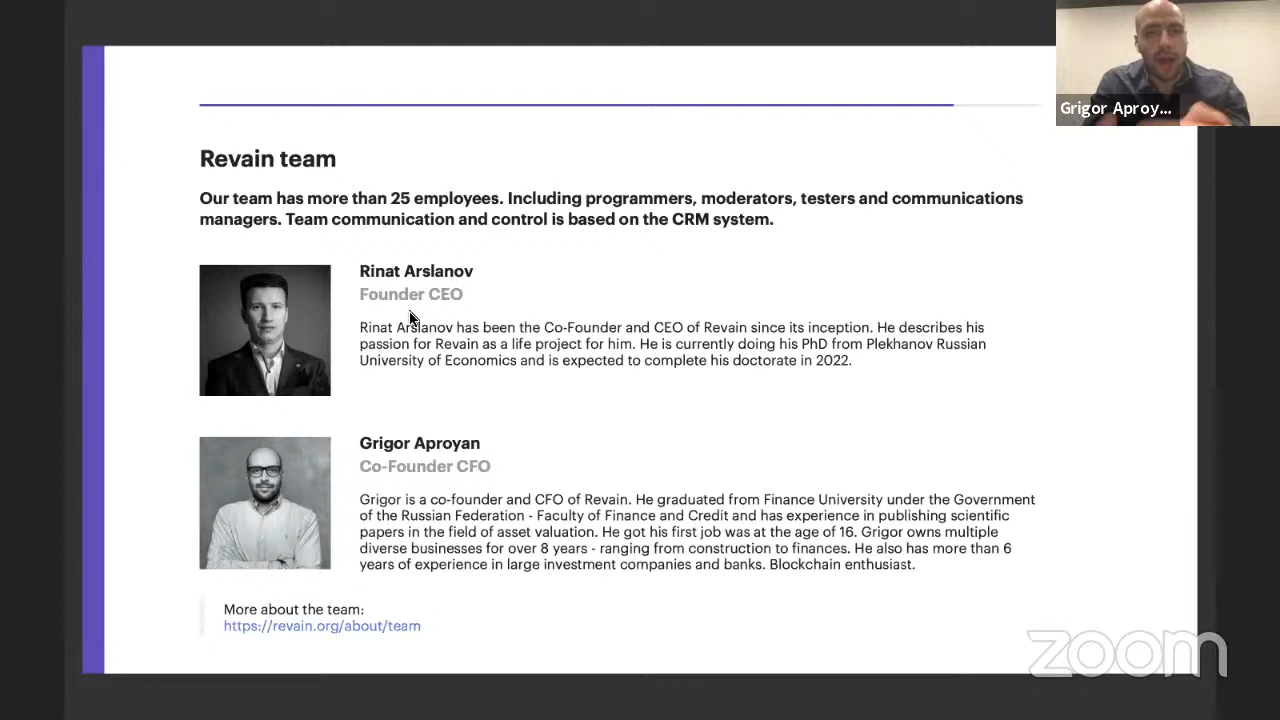 Grigor Aproy...
Revain team
Our team has more than 25 employees. Including programmers, moderators, testers and communications
managers. Team communication and control is based on the CRM system.
Rinat Arslanov
Founder CEO
Rinat Arslanov has been the Co-Founder and CEO of Revain since its inception. He describes his
passion for Revain as a life project for him. He is currently doing his PhD from Plekhanov Russian
University of Economics and is expected to complete his doctorate in 2022.
Grigor Aproyan
Co-Founder CFO
Grigor is a co-founder and CFO of Revain. He graduated from Finance University under the Government
of the Russian Federation - Faculty of Finance and Credit and has experience in publishing scientific
papers in the field of asset valuation. He got his first job was at the age of 16. Grigor owns multiple
diverse businesses for over 8 years - ranging from construction to finances. He also has more than 6
years of experience in large investment companies and banks. Blockchain enthusiast.
More about the team:
https://revain.org/about/team
zoom